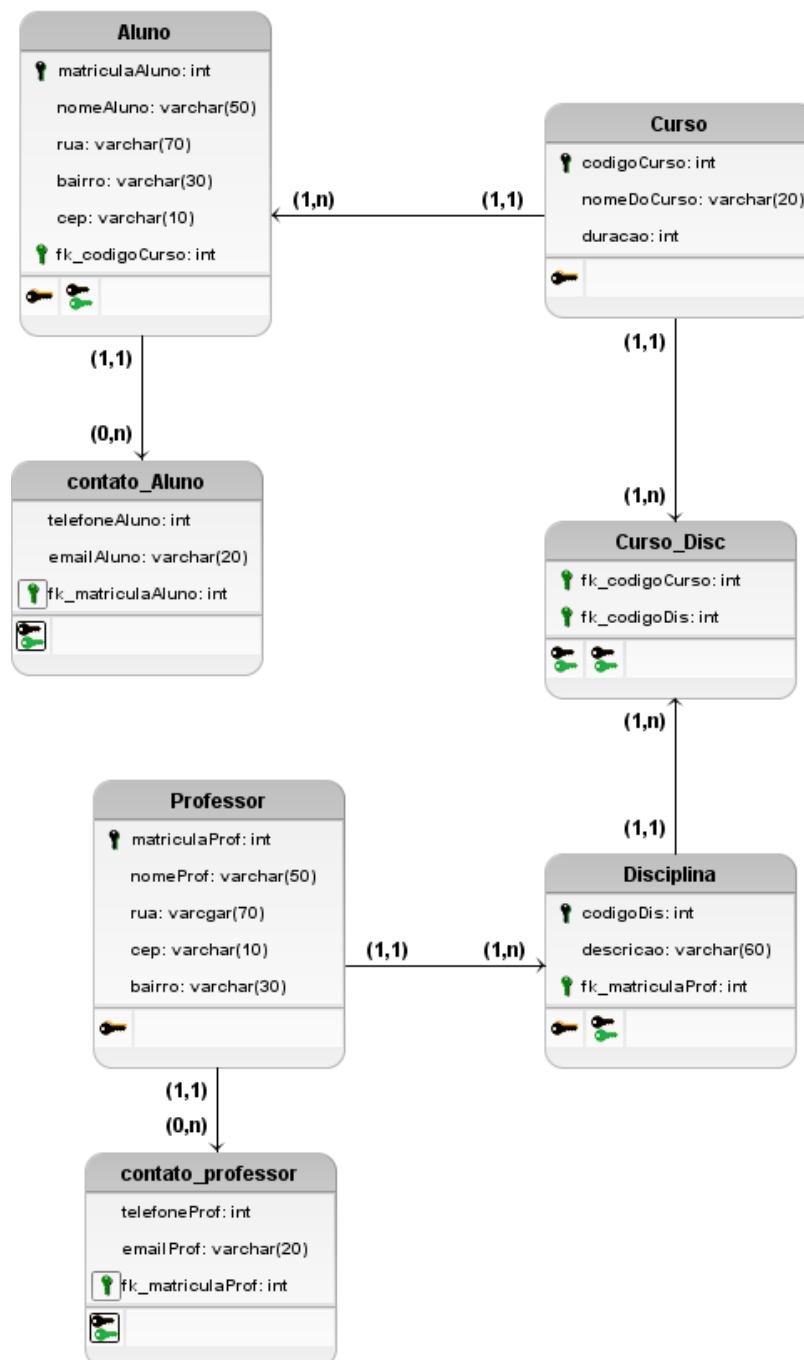 Aluno
matriculaAluno: int
nomeAluno: varchar(50)
rua: varchar(70)
bairro: varchar(30)
cep: varchar(10)
fk_codigoCurso: int
(1,n)
(1,1)
Curso
codigoCurso: int
nomeDoCurso: varchar(20)
duracao: int
(1,1)
(0,n)
contato_Aluno
telefoneAluno: int
emailAluno: varchar(20)
fk_matriculaAluno: int
(1,1)
(1,n)
Curso_Disc
fk_codigoCurso: int
fk_codigoDis: int
(1,n)
(1,1)
Professor
matriculaProf: int
nomeProf: varchar(50)
rua: varcgar(70)
cep: varchar(10)
bairro: varchar(30)
(1,1)
(1,n)
Disciplina
codigoDis: int
descricao: varchar(60)
fk_matriculaProf: int
(1,1)
(0,n)
contato_professor
telefoneProf: int
emailProf: varchar(20)
fk_matriculaProf: int